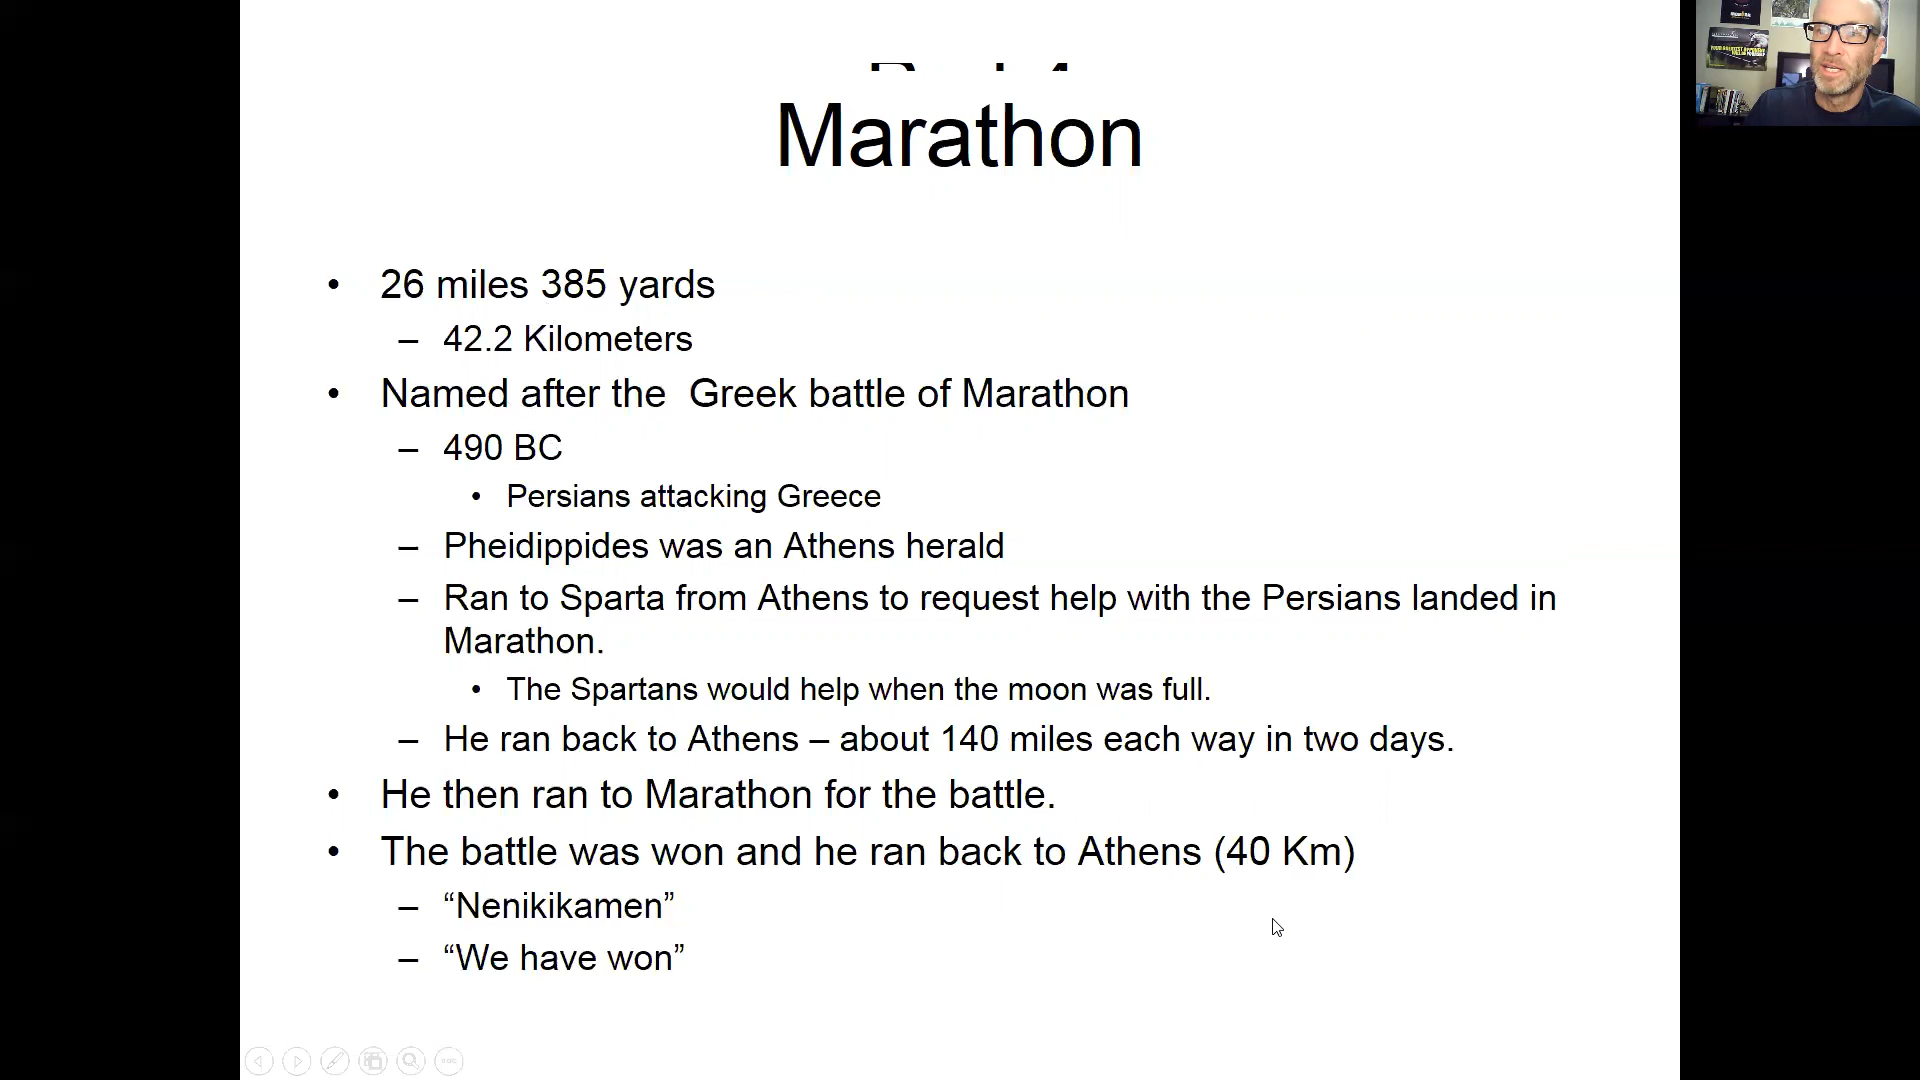 Marathon
• 26 miles 385 yards
– 42.2 Kilometers
• Named after the  Greek battle of Marathon
– 490 BC
• Persians attacking Greece
– Pheidippides was an Athens herald
– Ran to Sparta from Athens to request help with the Persians landed in
Marathon.
• The Spartans would help when the moon was full.
– He ran back to Athens – about 140 miles each way in two days.
• He then ran to Marathon for the battle.
• The battle was won and he ran back to Athens (40 Km)
– “Nenikikamen”
– “We have won”